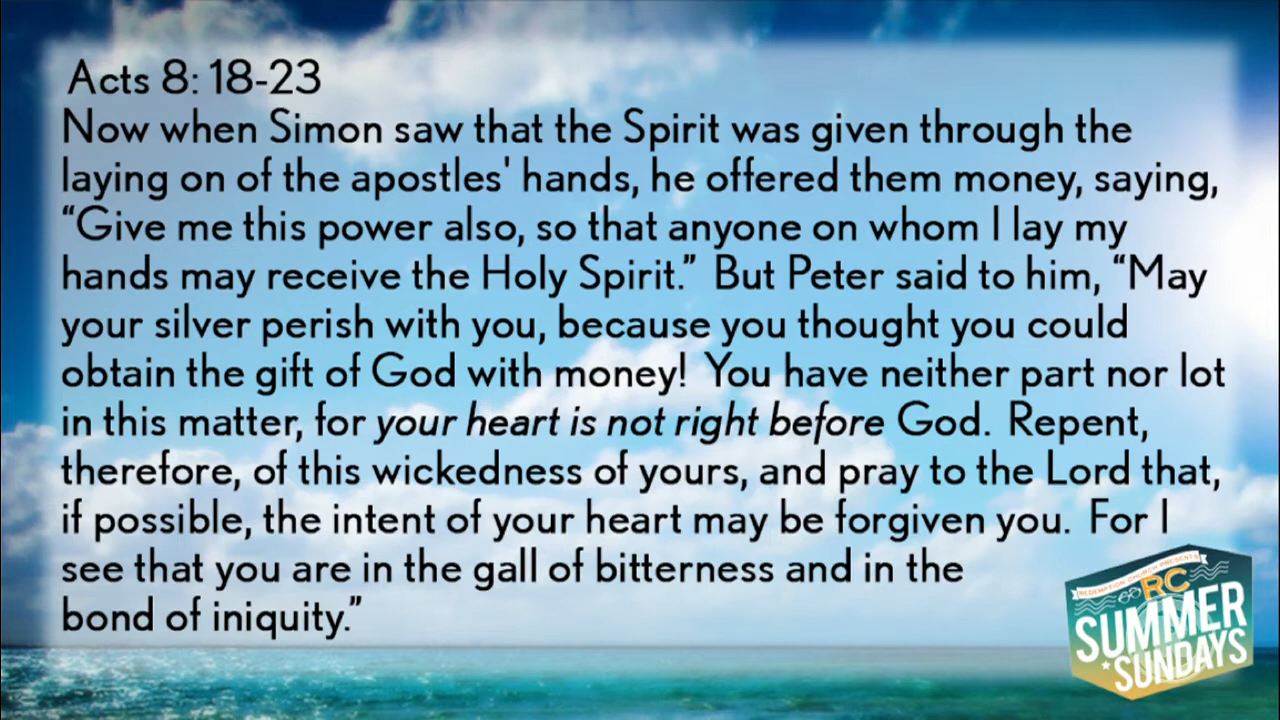 Acts 8: 18-23
Now when Simon saw that the Spirit was given through the
laying on of the apostles' hands, he offered them money, saying,
“Give me this power also, so that anyone on whom I lay my
hands may receive the Holy Spirit.” But Peter said to him, “May
your silver perish with you, because you thought you could
obtain the gift of God with money! You have neither part nor lot
in this matter, for your heart is not right before God. Repent,
therefore, of this wickedness of yours, and pray to the Lord that,
if possible, the intent of your heart may be forgiven you. For I
see that you are in the gall of bitterness and in the
bond of iniquity.”
REDEMPTION CHURCH PRESENTS
RC
SUMMER
SUNDAYS